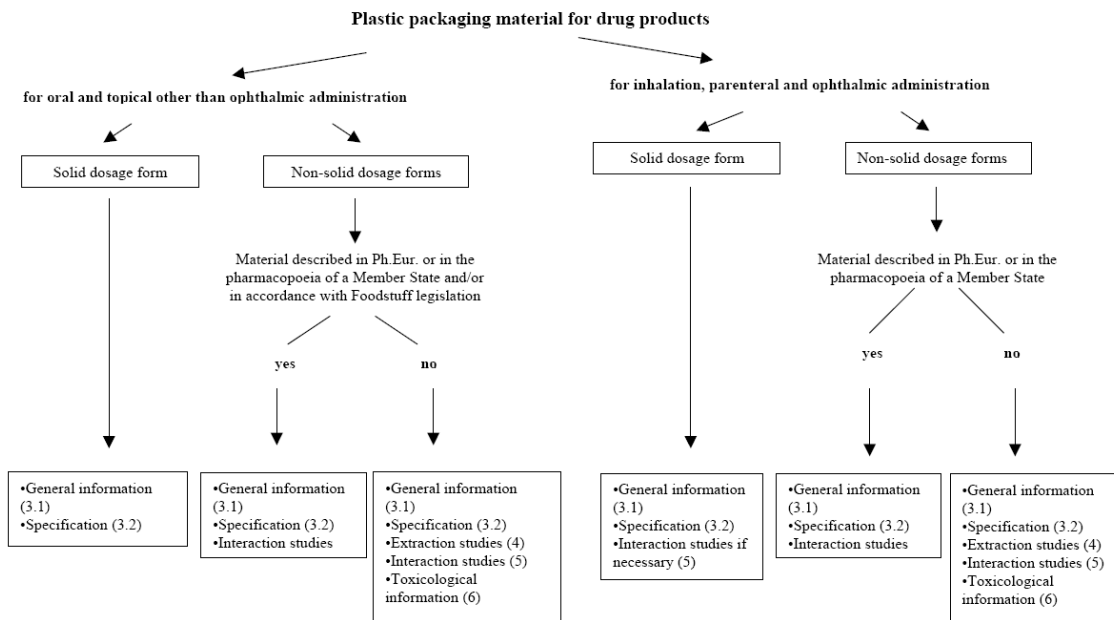 Plastic packaging material for drug products
for oral and topical other than ophthalmic administration
for inhalation, parenteral and ophthalmic administration
Solid dosage form
Non-solid dosage forms
Solid dosage form
Non-solid dosage forms
Material described in Ph.Eur. or in the
pharmacopoeia of a Member State and/or
in accordance with Foodstuff legislation
Material described in Ph.Eur. or in the
pharmacopoeia of a Member State
yes
no
yes
no
•General information
(3.1)
•Specification (3.2)
•General information
(3.1)
•Specification (3.2)
•Interaction studies
•General information
(3.1)
•Specification (3.2)
•Extraction studies (4)
•Interaction studies (5)
•Toxicological
information (6)
•General information
(3.1)
•Specification (3.2)
•Interaction studies if
necessary (5)
•General information
(3.1)
•Specification (3.2)
•Interaction studies
•General information
(3.1)
•Specification (3.2)
•Extraction studies (4)
•Interaction studies (5)
•Toxicological
information (6)